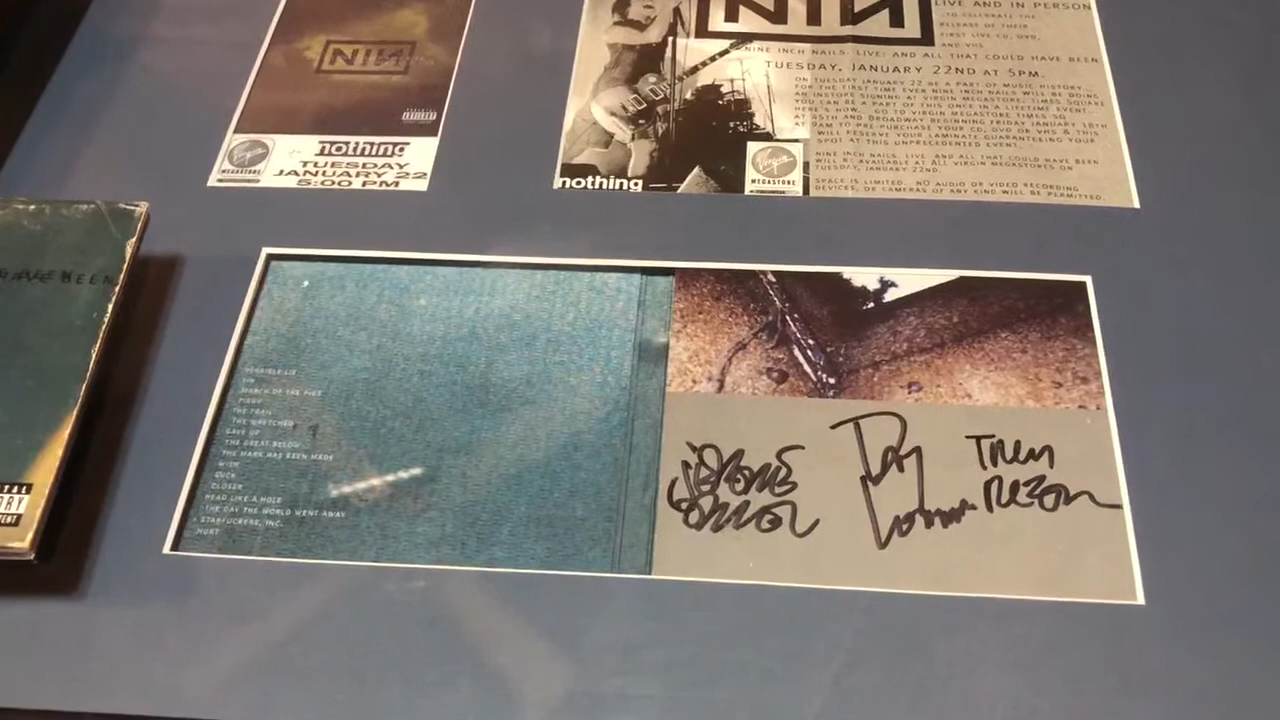 NIN
PARENTAL
ADVISORY
Virgin
MEGASTORE
nothing
TUESDAY
JANUARY 22
5:00 PM
NIN
LIVE AND IN PERSON
TO CELEBRATE THE
RELEASE OF THEIR
FIRST LIVE CD, DVD,
AND VHS
NINE INCH NAILS. LIVE: AND ALL THAT COULD HAVE BEEN
TUESDAY, JANUARY 22ND AT 5PM.
ON TUESDAY JANUARY 22 BE A PART OF MUSIC HISTORY...
FOR THE FIRST TIME EVER NINE INCH NAILS WILL BE DOING
AN INSTORE SIGNING AT VIRGIN MEGASTORE, TIMES SQUARE
YOU CAN BE A PART OF THIS ONCE IN A LIFETIME EVENT...
HERE'S HOW... GO TO VIRGIN MEGASTORE TIMES SQ
AT 45TH AND BROADWAY BEGINNING FRIDAY JANUARY 18TH
AT 9AM TO PRE-PURCHASE YOUR CD, DVD OR VHS & THIS
WILL RESERVE YOUR LAMINATE GUARANTEEING YOUR
SPOT AT THIS UNPRECEDENTED EVENT.
NINE INCH NAILS. LIVE: AND ALL THAT COULD HAVE BEEN
WILL BE AVAILABLE AT ALL VIRGIN MEGASTORES ON
TUESDAY, JANUARY 22ND.
SPACE IS LIMITED. NO AUDIO OR VIDEO RECORDING
DEVICES, OR CAMERAS OF ANY KIND WILL BE PERMITTED.
nothing
Virgin
MEGASTORE
BEEN
TERRIBLE LIE
SIN
MARCH OF THE PIGS
PIGGY
THE FRAIL
THE WRETCHED
GAVE UP
THE GREAT BELOW
THE MARK HAS BEEN MADE
WISH
SUCK
CLOSER
HEAD LIKE A HOLE
THE DAY THE WORLD WENT AWAY
STARFUCKERS, INC.
HURT
Trent
Reznor